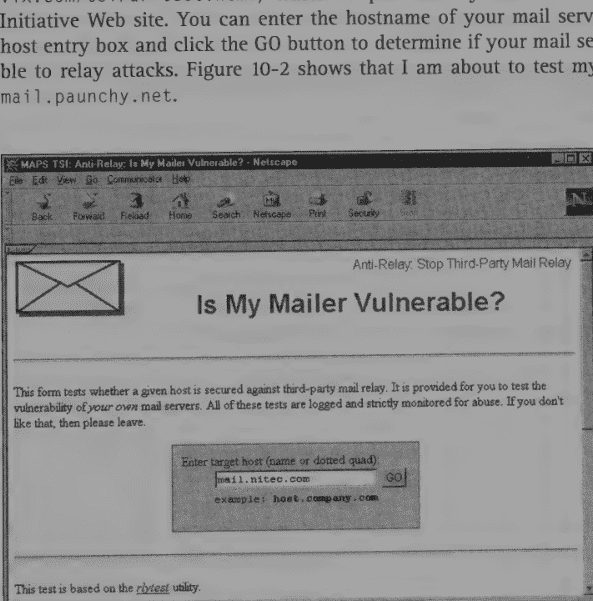 Initiative Web site. You can enter the hostname of your mail serv
host entry box and click the GO button to determine if your mail se
ble to relay attacks. Figure 10-2 shows that I am about to test my
mail.paunchy.net.
MAPS TSI: Anti-Relay: Is My Mailer Vulnerable? - Netscape
File Edit View Go Communicator Help
Back Forward Reload Home Search Netscape Print Security Stop
N
Anti-Relay: Stop Third-Party Mail Relay
Is My Mailer Vulnerable?
This form tests whether a given host is secured against third-party mail relay. It is provided for you to test the
vulnerability of your own mail servers. All of these tests are logged and strictly monitored for abuse. If you don't
like that, then please leave.
Enter target host (name or dotted quad):
mail.nitec.com GO
example: host.company.com
This test is based on the rlytest utility.